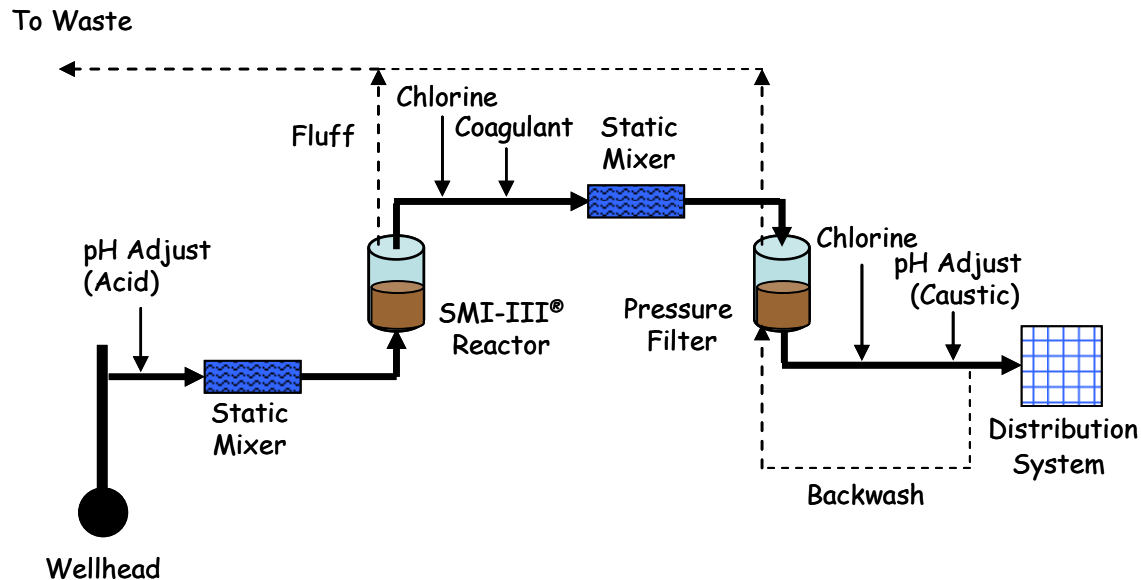 To Waste
Chlorine
Fluff
Coagulant
Static
Mixer
pH Adjust
(Acid)
Chlorine
pH Adjust
(Caustic)
SMI-III®
Reactor
Pressure
Filter
Static
Mixer
Distribution
System
Backwash
Wellhead